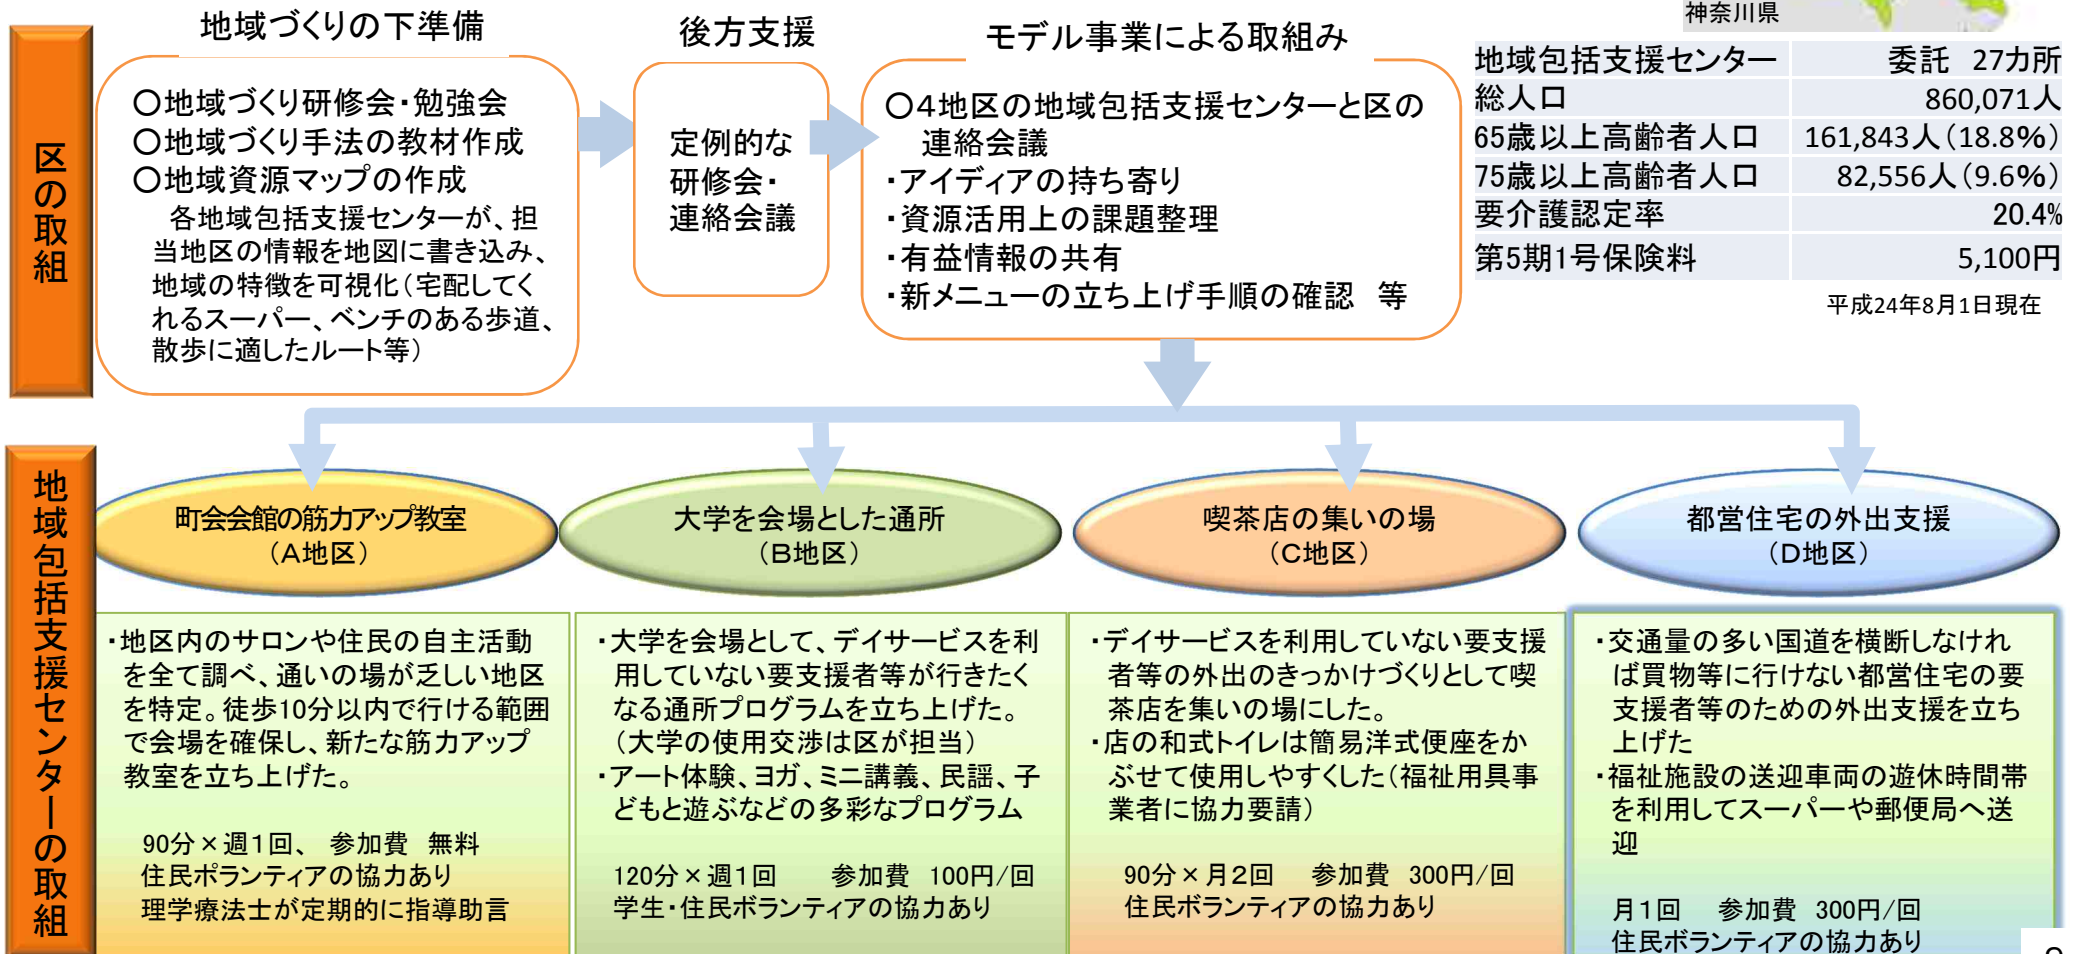 区の取組
地域づくりの下準備
〇地域づくり研修会・勉強会
〇地域づくり手法の教材作成
〇地域資源マップの作成
各地域包括支援センターが、担
当地区の情報を地図に書き込み、
地域の特徴を可視化（宅配してく
れるスーパー、ベンチのある歩道、
散歩に適したルート等）
後方支援
定例的な
研修会・
連絡会議
モデル事業による取組み
〇４地区の地域包括支援センターと区の
連絡会議
・アイディアの持ち寄り
・資源活用上の課題整理
・有益情報の共有
・新メニューの立ち上げ手順の確認　等
神奈川県
地域包括支援センター　委託　27カ所
総人口　860,071人
65歳以上高齢者人口　161,843人（18.8%）
75歳以上高齢者人口　82,556人（9.6%）
要介護認定率　20.4%
第5期1号保険料　5,100円
平成24年8月1日現在
地域包括支援センターの取組
町会会館の筋力アップ教室
（Ａ地区）
・地区内のサロンや住民の自主活動
を全て調べ、通いの場が乏しい地区
を特定。徒歩10分以内で行ける範囲
で会場を確保し、新たな筋力アップ
教室を立ち上げた。
90分×週１回、　参加費　無料
住民ボランティアの協力あり
理学療法士が定期的に指導助言
大学を会場とした通所
（Ｂ地区）
・大学を会場として、デイサービスを利
用していない要支援者等が行きたく
なる通所プログラムを立ち上げた。
（大学の使用交渉は区が担当）
・アート体験、ヨガ、ミニ講義、民謡、子
どもと遊ぶなどの多彩なプログラム
120分×週１回　　参加費　100円/回
学生・住民ボランティアの協力あり
喫茶店の集いの場
（Ｃ地区）
・デイサービスを利用していない要支援
者等の外出のきっかけづくりとして喫
茶店を集いの場にした。
・店の和式トイレは簡易洋式便座をか
ぶせて使用しやすくした（福祉用具事
業者に協力要請）
90分×月２回　参加費　300円/回
住民ボランティアの協力あり
都営住宅の外出支援
（Ｄ地区）
・交通量の多い国道を横断しなけれ
ば買物等に行けない都営住宅の要
支援者等のための外出支援を立ち
上げた
・福祉施設の送迎車両の遊休時間帯
を利用してスーパーや郵便局へ送
迎
月１回　参加費　300円/回
住民ボランティアの協力あり